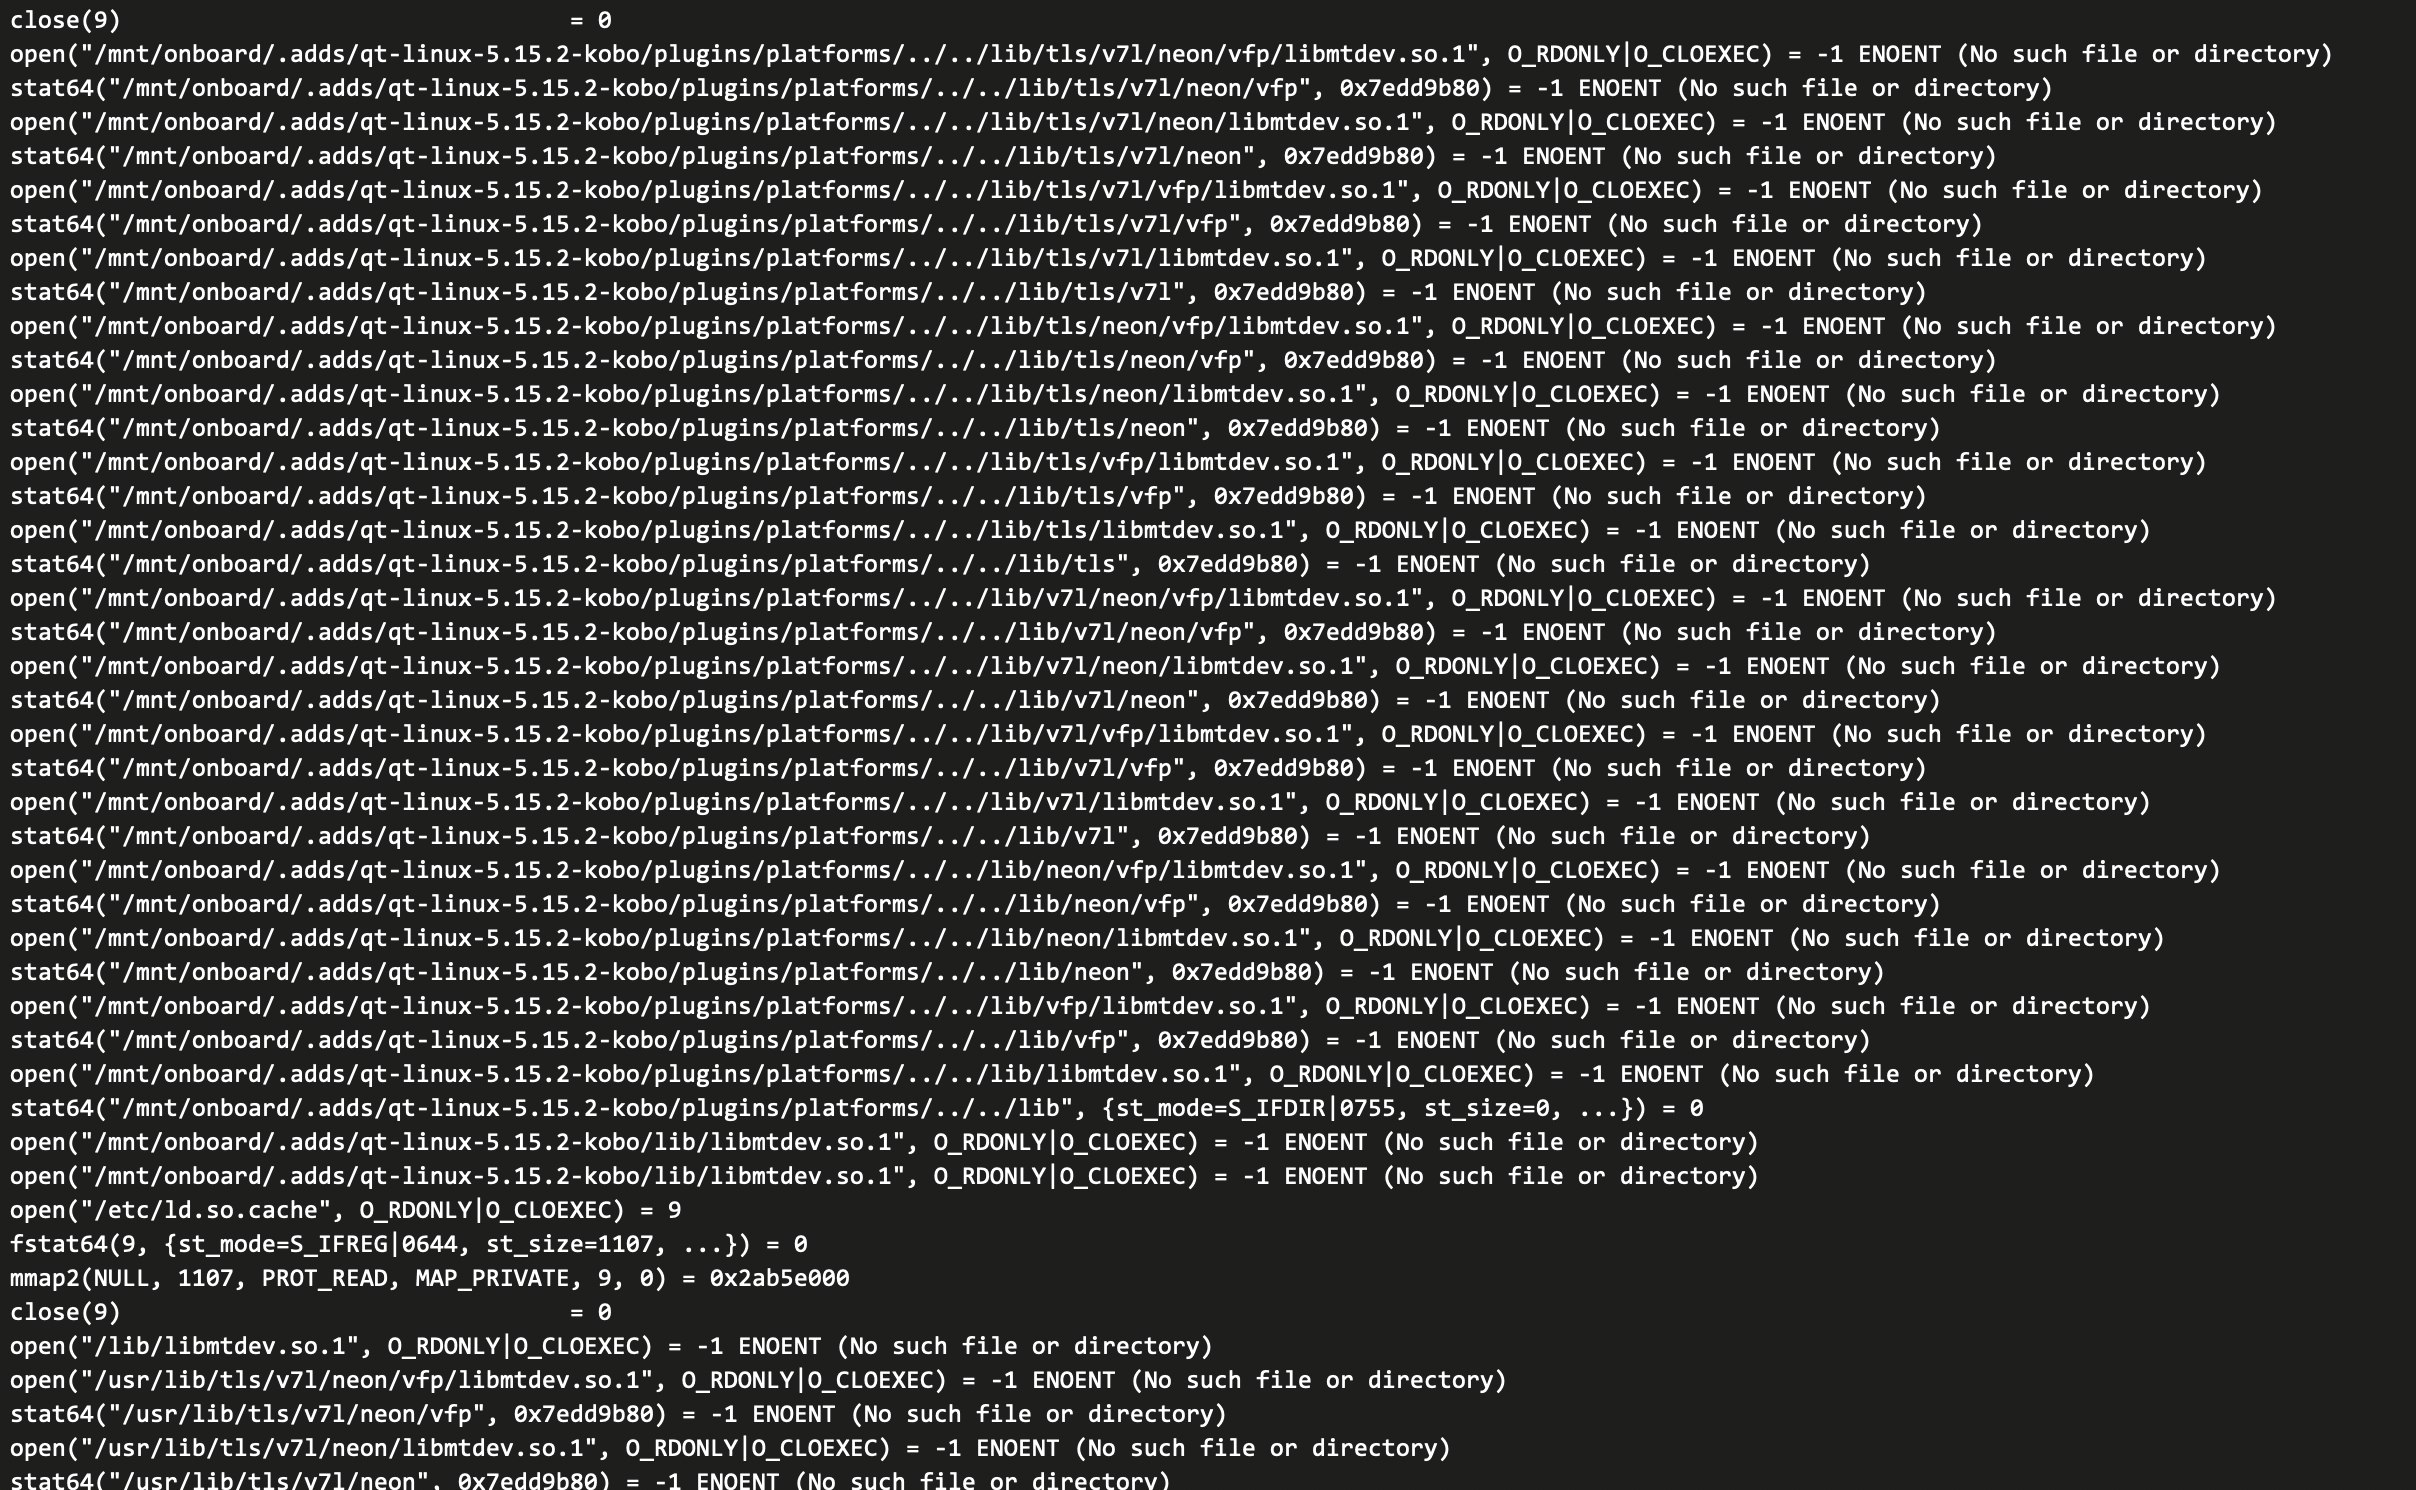 close(9)                                = 0
open("/mnt/onboard/.adds/qt-linux-5.15.2-kobo/plugins/platforms/../../lib/tls/v7l/neon/vfp/libmtdev.so.1", O_RDONLY|O_CLOEXEC) = -1 ENOENT (No such file or directory)
stat64("/mnt/onboard/.adds/qt-linux-5.15.2-kobo/plugins/platforms/../../lib/tls/v7l/neon/vfp", 0x7edd9b80) = -1 ENOENT (No such file or directory)
open("/mnt/onboard/.adds/qt-linux-5.15.2-kobo/plugins/platforms/../../lib/tls/v7l/neon/libmtdev.so.1", O_RDONLY|O_CLOEXEC) = -1 ENOENT (No such file or directory)
stat64("/mnt/onboard/.adds/qt-linux-5.15.2-kobo/plugins/platforms/../../lib/tls/v7l/neon", 0x7edd9b80) = -1 ENOENT (No such file or directory)
open("/mnt/onboard/.adds/qt-linux-5.15.2-kobo/plugins/platforms/../../lib/tls/v7l/vfp/libmtdev.so.1", O_RDONLY|O_CLOEXEC) = -1 ENOENT (No such file or directory)
stat64("/mnt/onboard/.adds/qt-linux-5.15.2-kobo/plugins/platforms/../../lib/tls/v7l/vfp", 0x7edd9b80) = -1 ENOENT (No such file or directory)
open("/mnt/onboard/.adds/qt-linux-5.15.2-kobo/plugins/platforms/../../lib/tls/v7l/libmtdev.so.1", O_RDONLY|O_CLOEXEC) = -1 ENOENT (No such file or directory)
stat64("/mnt/onboard/.adds/qt-linux-5.15.2-kobo/plugins/platforms/../../lib/tls/v7l", 0x7edd9b80) = -1 ENOENT (No such file or directory)
open("/mnt/onboard/.adds/qt-linux-5.15.2-kobo/plugins/platforms/../../lib/tls/neon/vfp/libmtdev.so.1", O_RDONLY|O_CLOEXEC) = -1 ENOENT (No such file or directory)
stat64("/mnt/onboard/.adds/qt-linux-5.15.2-kobo/plugins/platforms/../../lib/tls/neon/vfp", 0x7edd9b80) = -1 ENOENT (No such file or directory)
open("/mnt/onboard/.adds/qt-linux-5.15.2-kobo/plugins/platforms/../../lib/tls/neon/libmtdev.so.1", O_RDONLY|O_CLOEXEC) = -1 ENOENT (No such file or directory)
stat64("/mnt/onboard/.adds/qt-linux-5.15.2-kobo/plugins/platforms/../../lib/tls/neon", 0x7edd9b80) = -1 ENOENT (No such file or directory)
open("/mnt/onboard/.adds/qt-linux-5.15.2-kobo/plugins/platforms/../../lib/tls/vfp/libmtdev.so.1", O_RDONLY|O_CLOEXEC) = -1 ENOENT (No such file or directory)
stat64("/mnt/onboard/.adds/qt-linux-5.15.2-kobo/plugins/platforms/../../lib/tls/vfp", 0x7edd9b80) = -1 ENOENT (No such file or directory)
open("/mnt/onboard/.adds/qt-linux-5.15.2-kobo/plugins/platforms/../../lib/tls/libmtdev.so.1", O_RDONLY|O_CLOEXEC) = -1 ENOENT (No such file or directory)
stat64("/mnt/onboard/.adds/qt-linux-5.15.2-kobo/plugins/platforms/../../lib/tls", 0x7edd9b80) = -1 ENOENT (No such file or directory)
open("/mnt/onboard/.adds/qt-linux-5.15.2-kobo/plugins/platforms/../../lib/v7l/neon/vfp/libmtdev.so.1", O_RDONLY|O_CLOEXEC) = -1 ENOENT (No such file or directory)
stat64("/mnt/onboard/.adds/qt-linux-5.15.2-kobo/plugins/platforms/../../lib/v7l/neon/vfp", 0x7edd9b80) = -1 ENOENT (No such file or directory)
open("/mnt/onboard/.adds/qt-linux-5.15.2-kobo/plugins/platforms/../../lib/v7l/neon/libmtdev.so.1", O_RDONLY|O_CLOEXEC) = -1 ENOENT (No such file or directory)
stat64("/mnt/onboard/.adds/qt-linux-5.15.2-kobo/plugins/platforms/../../lib/v7l/neon", 0x7edd9b80) = -1 ENOENT (No such file or directory)
open("/mnt/onboard/.adds/qt-linux-5.15.2-kobo/plugins/platforms/../../lib/v7l/vfp/libmtdev.so.1", O_RDONLY|O_CLOEXEC) = -1 ENOENT (No such file or directory)
stat64("/mnt/onboard/.adds/qt-linux-5.15.2-kobo/plugins/platforms/../../lib/v7l/vfp", 0x7edd9b80) = -1 ENOENT (No such file or directory)
open("/mnt/onboard/.adds/qt-linux-5.15.2-kobo/plugins/platforms/../../lib/v7l/libmtdev.so.1", O_RDONLY|O_CLOEXEC) = -1 ENOENT (No such file or directory)
stat64("/mnt/onboard/.adds/qt-linux-5.15.2-kobo/plugins/platforms/../../lib/v7l", 0x7edd9b80) = -1 ENOENT (No such file or directory)
open("/mnt/onboard/.adds/qt-linux-5.15.2-kobo/plugins/platforms/../../lib/neon/vfp/libmtdev.so.1", O_RDONLY|O_CLOEXEC) = -1 ENOENT (No such file or directory)
stat64("/mnt/onboard/.adds/qt-linux-5.15.2-kobo/plugins/platforms/../../lib/neon/vfp", 0x7edd9b80) = -1 ENOENT (No such file or directory)
open("/mnt/onboard/.adds/qt-linux-5.15.2-kobo/plugins/platforms/../../lib/neon/libmtdev.so.1", O_RDONLY|O_CLOEXEC) = -1 ENOENT (No such file or directory)
stat64("/mnt/onboard/.adds/qt-linux-5.15.2-kobo/plugins/platforms/../../lib/neon", 0x7edd9b80) = -1 ENOENT (No such file or directory)
open("/mnt/onboard/.adds/qt-linux-5.15.2-kobo/plugins/platforms/../../lib/vfp/libmtdev.so.1", O_RDONLY|O_CLOEXEC) = -1 ENOENT (No such file or directory)
stat64("/mnt/onboard/.adds/qt-linux-5.15.2-kobo/plugins/platforms/../../lib/vfp", 0x7edd9b80) = -1 ENOENT (No such file or directory)
open("/mnt/onboard/.adds/qt-linux-5.15.2-kobo/plugins/platforms/../../lib/libmtdev.so.1", O_RDONLY|O_CLOEXEC) = -1 ENOENT (No such file or directory)
stat64("/mnt/onboard/.adds/qt-linux-5.15.2-kobo/plugins/platforms/../../lib", {st_mode=S_IFDIR|0755, st_size=0, ...}) = 0
open("/mnt/onboard/.adds/qt-linux-5.15.2-kobo/lib/libmtdev.so.1", O_RDONLY|O_CLOEXEC) = -1 ENOENT (No such file or directory)
open("/mnt/onboard/.adds/qt-linux-5.15.2-kobo/lib/libmtdev.so.1", O_RDONLY|O_CLOEXEC) = -1 ENOENT (No such file or directory)
open("/etc/ld.so.cache", O_RDONLY|O_CLOEXEC) = 9
fstat64(9, {st_mode=S_IFREG|0644, st_size=1107, ...}) = 0
mmap2(NULL, 1107, PROT_READ, MAP_PRIVATE, 9, 0) = 0x2ab5e000
close(9)                                = 0
open("/lib/libmtdev.so.1", O_RDONLY|O_CLOEXEC) = -1 ENOENT (No such file or directory)
open("/usr/lib/tls/v7l/neon/vfp/libmtdev.so.1", O_RDONLY|O_CLOEXEC) = -1 ENOENT (No such file or directory)
stat64("/usr/lib/tls/v7l/neon/vfp", 0x7edd9b80) = -1 ENOENT (No such file or directory)
open("/usr/lib/tls/v7l/neon/libmtdev.so.1", O_RDONLY|O_CLOEXEC) = -1 ENOENT (No such file or directory)
stat64("/usr/lib/tls/v7l/neon", 0x7edd9b80) = -1 ENOENT (No such file or directory)